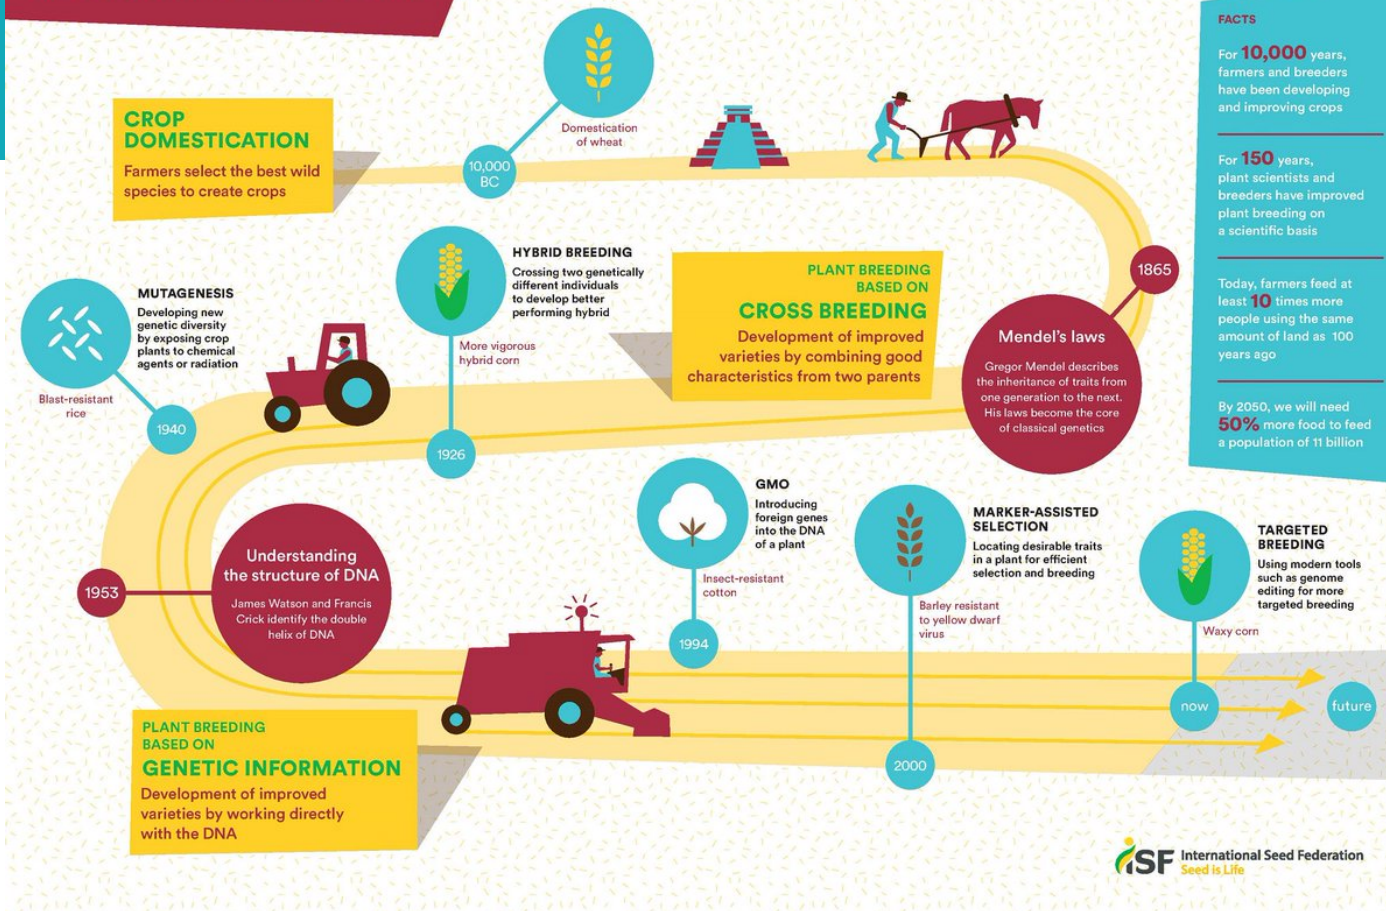 CROP
DOMESTICATION
Farmers select the best wild
species to create crops
10,000
BC
Domestication
of wheat
1865
Mendel's laws
Gregor Mendel describes
the inheritance of traits from
one generation to the next.
His laws become the core
of classical genetics
PLANT BREEDING
BASED ON
CROSS BREEDING
Development of improved
varieties by combining good
characteristics from two parents
HYBRID BREEDING
Crossing two genetically
different individuals
to develop better
performing hybrid
More vigorous
hybrid corn
1926
MUTAGENESIS
Developing new
genetic diversity
by exposing crop
plants to chemical
agents or radiation
Blast-resistant
rice
1940
1953
Understanding
the structure of DNA
James Watson and Francis
Crick identify the double
helix of DNA
PLANT BREEDING
BASED ON
GENETIC INFORMATION
Development of improved
varieties by working directly
with the DNA
GMO
Introducing
foreign genes
into the DNA
of a plant
Insect-resistant
cotton
1994
MARKER-ASSISTED
SELECTION
Locating desirable traits
in a plant for efficient
selection and breeding
Barley resistant
to yellow dwarf
virus
2000
TARGETED
BREEDING
Using modern tools
such as genome
editing for more
targeted breeding
Waxy corn
now
future
FACTS
For 10,000 years,
farmers and breeders
have been developing
and improving crops
For 150 years,
plant scientists and
breeders have improved
plant breeding on
a scientific basis
Today, farmers feed at
least 10 times more
people using the same
amount of land as 100
years ago
By 2050, we will need
50% more food to feed
a population of 11 billion
iSF International Seed Federation
Seed is Life